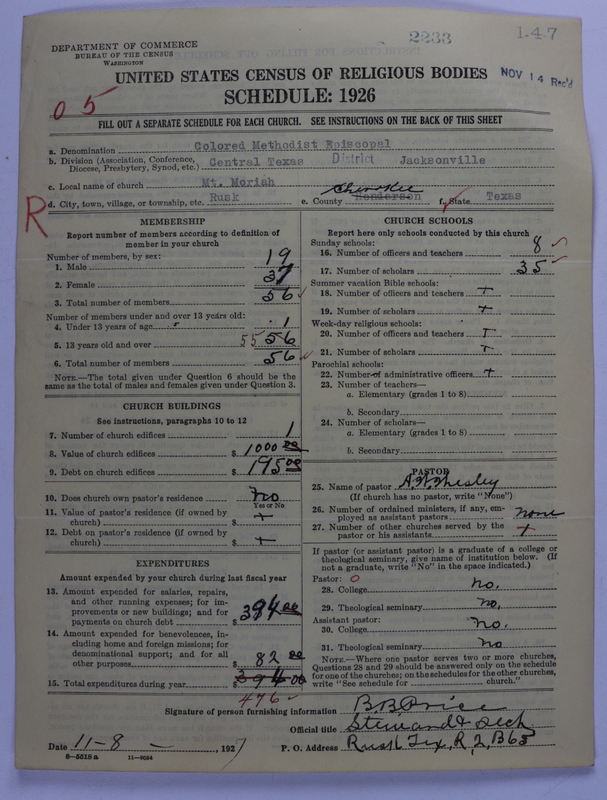 2233
147
DEPARTMENT OF COMMERCE
BUREAU OF THE CENSUS
WASHINGTON
UNITED STATES CENSUS OF RELIGIOUS BODIES
NOV 14 Rec'd
SCHEDULE: 1926
05
FILL OUT A SEPARATE SCHEDULE FOR EACH CHURCH. SEE INSTRUCTIONS ON THE BACK OF THIS SHEET
a. Denomination Colored Methodist Episcopal
b. Division (Association, Conference, Diocese, Presbytery, Synod, etc.) Central Texas District Jacksonville
c. Local name of church Mt. Moriah
d. City, town, village, or township, etc. Rusk e. County Henderson Cherokee f. State Texas
R
MEMBERSHIP
Report number of members according to definition of
member in your church
Number of members, by sex:
1. Male 19
2. Female 37
3. Total number of members 56
Number of members under and over 13 years old:
4. Under 13 years of age 1
5. 13 years old and over 55 56
6. Total number of members 56
NOTE.—The total given under Question 6 should be
same as the total of males and females given under Question 3.
CHURCH BUILDINGS
See instructions, paragraphs 10 to 12
7. Number of church edifices 1
8. Value of church edifices $ 1000 00
9. Debt on church edifices $ 195 00
10. Does church own pastor's residence No
Yes or No
11. Value of pastor's residence (if owned by
church) $ +
12. Debt on pastor's residence (if owned by
church) $ +
EXPENDITURES
Amount expended by your church during last fiscal year
13. Amount expended for salaries, repairs,
and other running expenses; for im-
provements or new buildings; and for
payments on church debt $ 394 00
14. Amount expended for benevolences, in-
cluding home and foreign missions; for
denominational support; and for all
other purposes $ 82 00
15. Total expenditures during year $ 394 00
476
CHURCH SCHOOLS
Report here only schools conducted by this church
Sunday schools:
16. Number of officers and teachers 8
17. Number of scholars 35
Summer vacation Bible schools:
18. Number of officers and teachers +
19. Number of scholars +
Week-day religious schools:
20. Number of officers and teachers +
21. Number of scholars +
Parochial schools:
22. Number of administrative officers +
23. Number of teachers—
a. Elementary (grades 1 to 8)
b. Secondary
24. Number of scholars—
a. Elementary (grades 1 to 8)
b. Secondary
PASTOR
25. Name of pastor
(If church has no pastor, write "None")
26. Number of ordained ministers, if any, em-
ployed as assistant pastors none
27. Number of other churches served by the
pastor or his assistants +
If pastor (or assistant pastor) is a graduate of a college or
theological seminary, give name of institution below. (If
not a graduate, write "No" in the space indicated.)
Pastor: 0
28. College no.
29. Theological seminary no.
Assistant pastor:
30. College no.
31. Theological seminary no
NOTE.—Where one pastor serves two or more churches,
Questions 28 and 29 should be answered only on the schedule
for one of the churches; on the schedules for the other churches,
write "See schedule for church."
Signature of person furnishing information B. B. Price
Official title Steward & Sech
Date 11-8 — , 1927 P. O. Address Rusk Tex, R, 2, B 65
8-5518a 11-9034